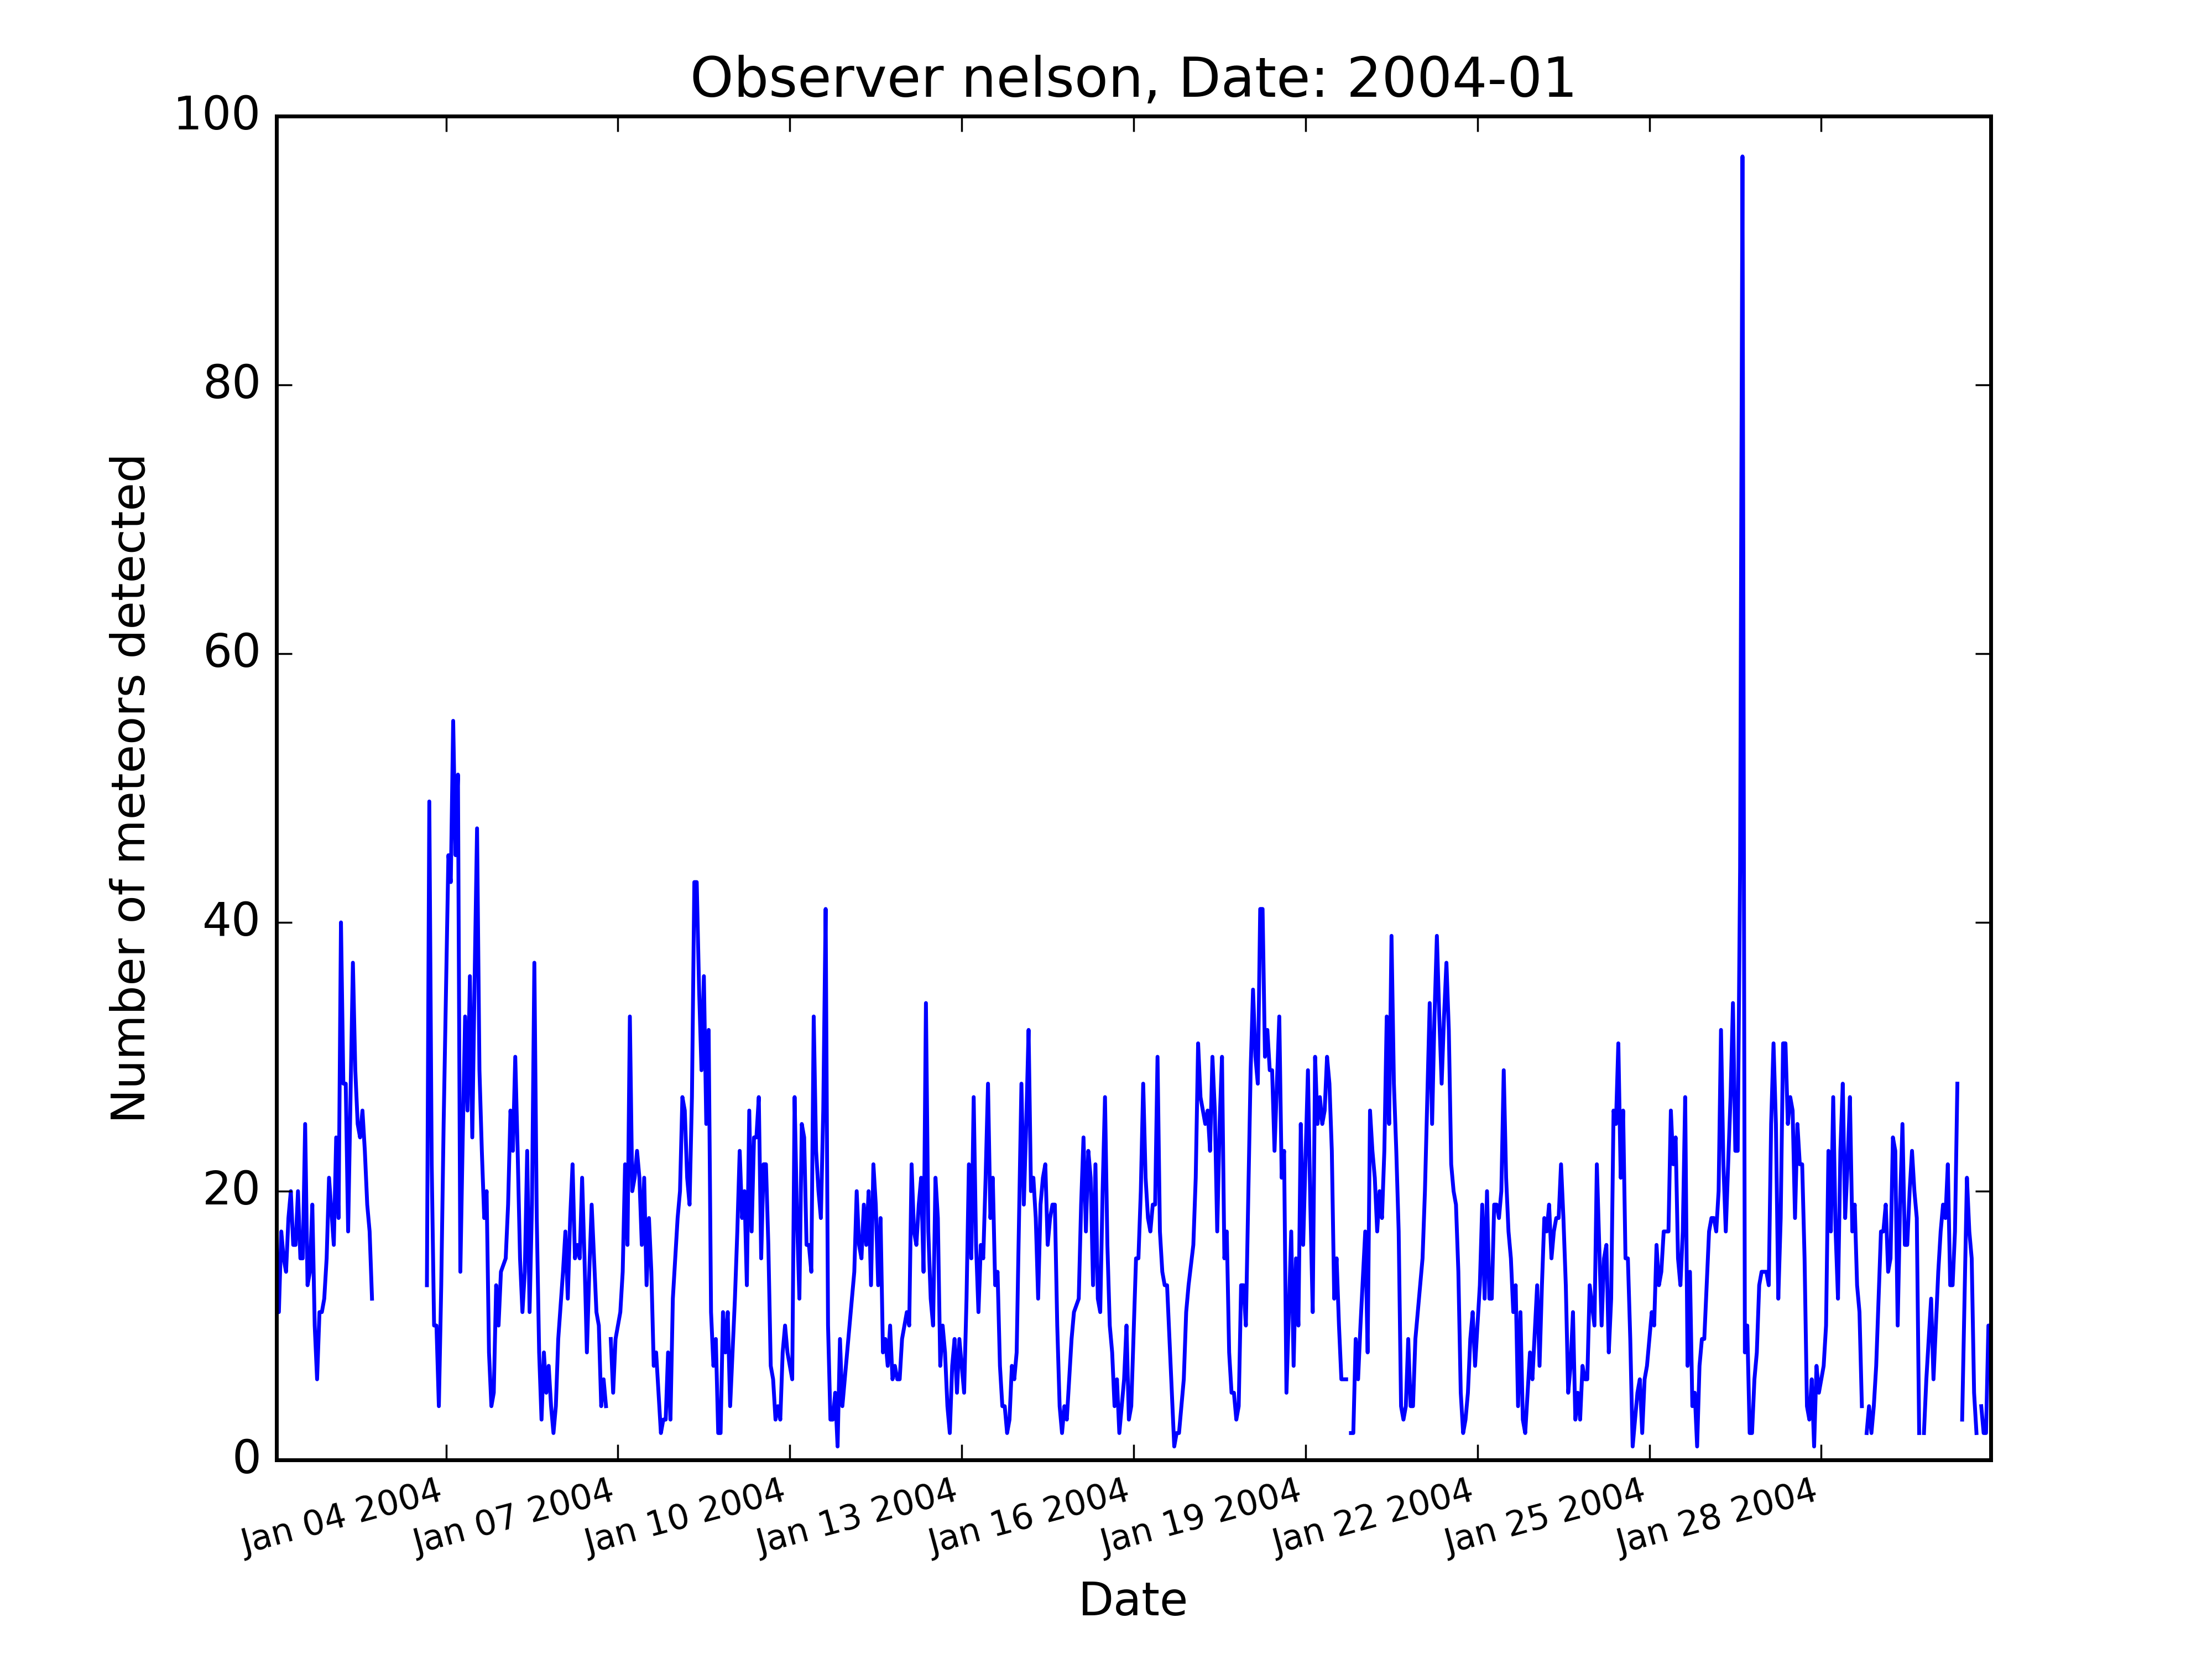 Observer nelson, Date: 2004-01
100
80
60
40
20
0
Number of meteors detected
Jan 04 2004
Jan 07 2004
Jan 10 2004
Jan 13 2004
Jan 16 2004
Jan 19 2004
Jan 22 2004
Jan 25 2004
Jan 28 2004
Date